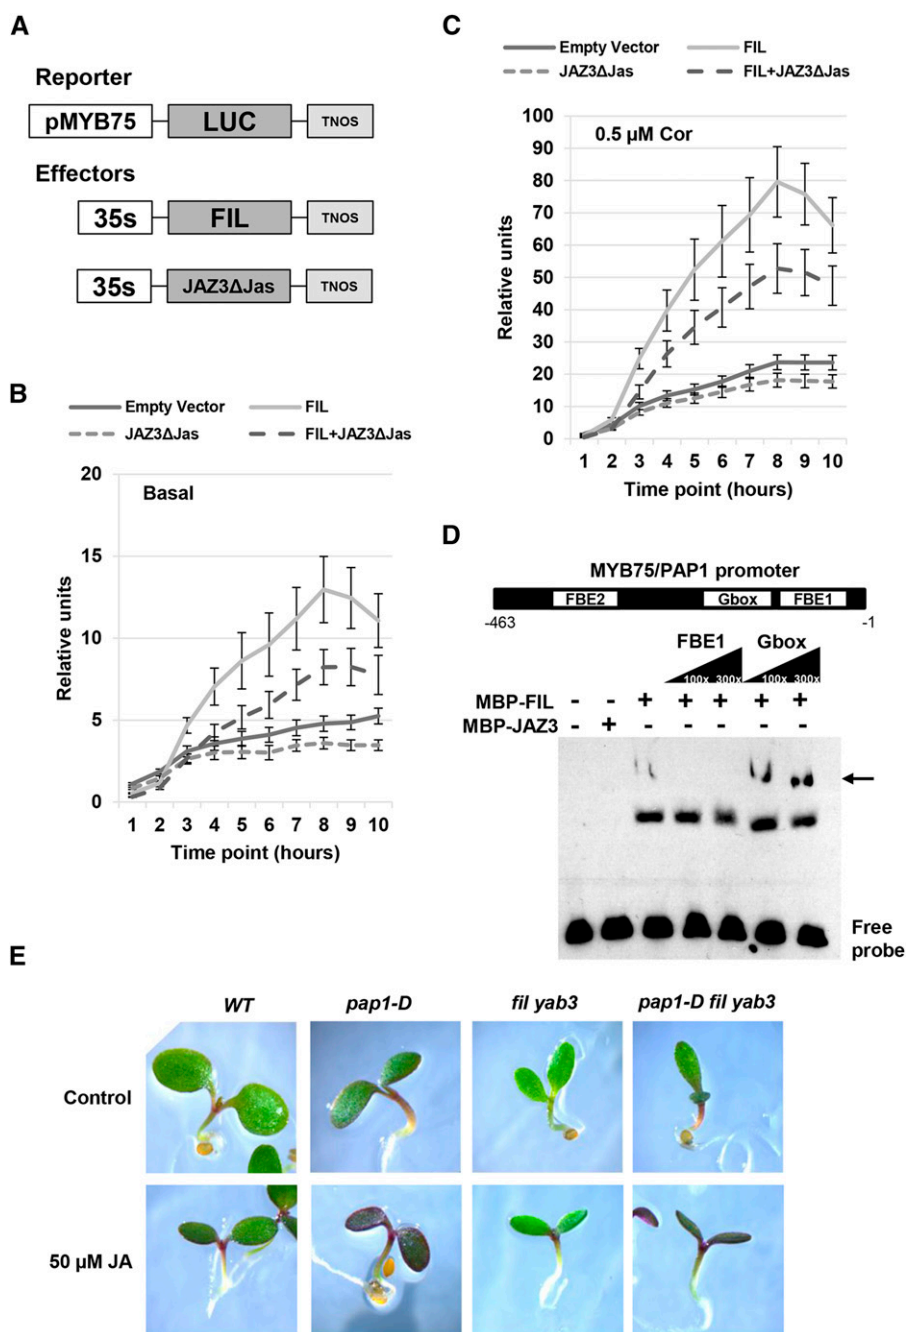 A
Reporter
pMYB75 LUC TNOS
Effectors
35s FIL TNOS
35s JAZ3ΔJas TNOS
B
Empty Vector FIL
JAZ3ΔJas FIL+JAZ3ΔJas
Basal
Relative units
20
15
10
5
0
1 2 3 4 5 6 7 8 9 10
Time point (hours)
C
Empty Vector FIL
JAZ3ΔJas FIL+JAZ3ΔJas
0.5 µM Cor
Relative units
100
90
80
70
60
50
40
30
20
10
0
1 2 3 4 5 6 7 8 9 10
Time point (hours)
D
MYB75/PAP1 promoter
FBE2 Gbox FBE1
-463 -1
FBE1 Gbox
100x 300x 100x 300x
MBP-FIL - - + + + + +
MBP-JAZ3 - + - - - - -
Free
probe
E
WT pap1-D fil yab3 pap1-D fil yab3
Control
50 µM JA